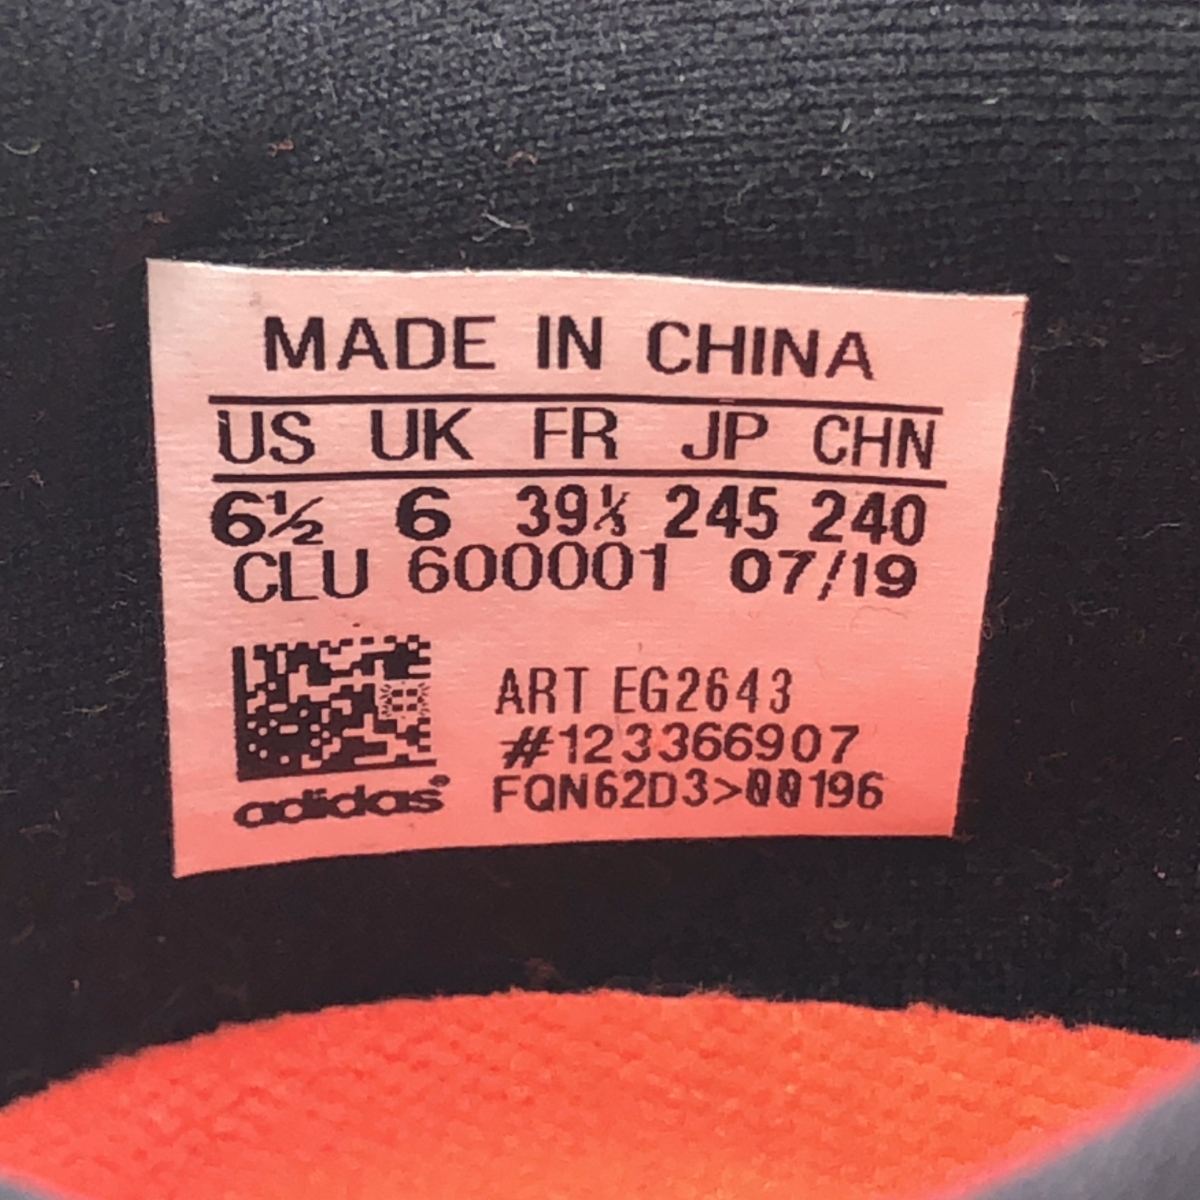 MADE IN CHINA
US UK FR JP CHN
6½ 6 39⅓ 245 240
CLU 600001 07/19
ART EG2643
#123366907
FQN62D3>00196
adidas®